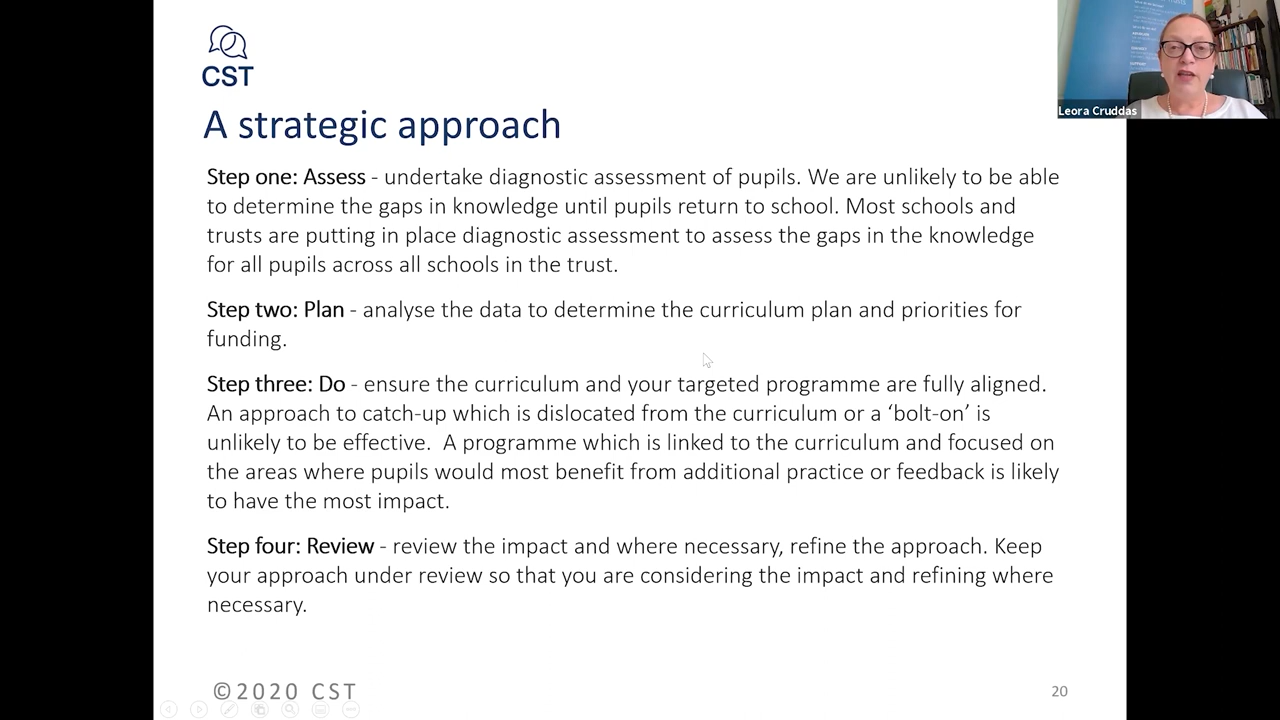 CST
A strategic approach
Step one: Assess - undertake diagnostic assessment of pupils. We are unlikely to be able
to determine the gaps in knowledge until pupils return to school. Most schools and
trusts are putting in place diagnostic assessment to assess the gaps in the knowledge
for all pupils across all schools in the trust.
Step two: Plan - analyse the data to determine the curriculum plan and priorities for
funding.
Step three: Do - ensure the curriculum and your targeted programme are fully aligned.
An approach to catch-up which is dislocated from the curriculum or a ‘bolt-on’ is
unlikely to be effective.  A programme which is linked to the curriculum and focused on
the areas where pupils would most benefit from additional practice or feedback is likely
to have the most impact.
Step four: Review - review the impact and where necessary, refine the approach. Keep
your approach under review so that you are considering the impact and refining where
necessary.
©2020 CST
20
Leora Cruddas